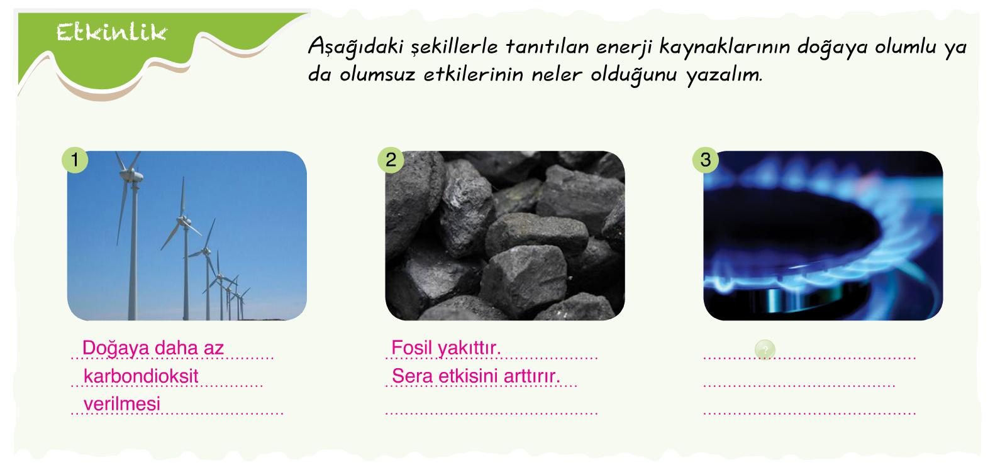 Etkinlik
Aşağıdaki şekillerle tanıtılan enerji kaynaklarının doğaya olumlu ya
da olumsuz etkilerinin neler olduğunu yazalım.
1
2
3
Doğaya daha az
karbondioksit
verilmesi
Fosil yakıttır.
Sera etkisini arttırır.
?